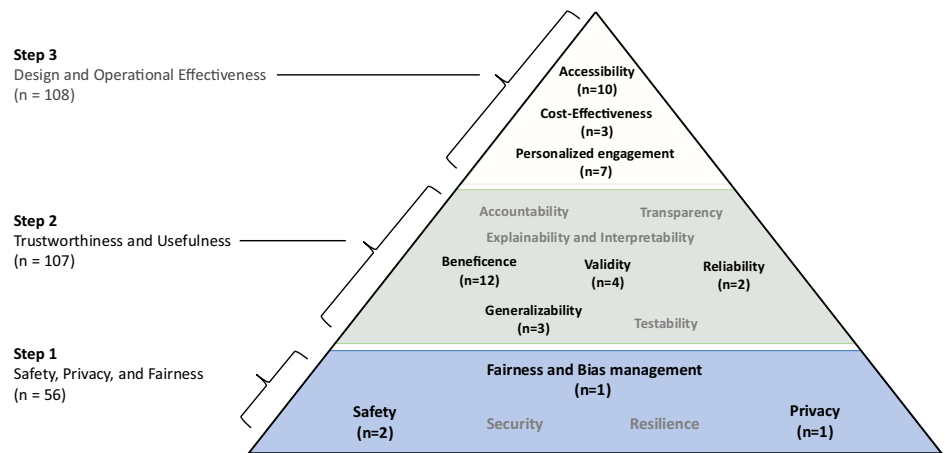 Step 3
Design and Operational Effectiveness
(n = 108)
Accessibility
(n=10)
Cost-Effectiveness
(n=3)
Personalized engagement
(n=7)
Step 2
Trustworthiness and Usefulness
(n = 107)
Accountability
Transparency
Explainability and Interpretability
Beneficence
(n=12)
Validity
(n=4)
Reliability
(n=2)
Generalizability
(n=3)
Testability
Step 1
Safety, Privacy, and Fairness
(n = 56)
Fairness and Bias management
(n=1)
Safety
(n=2)
Security
Resilience
Privacy
(n=1)